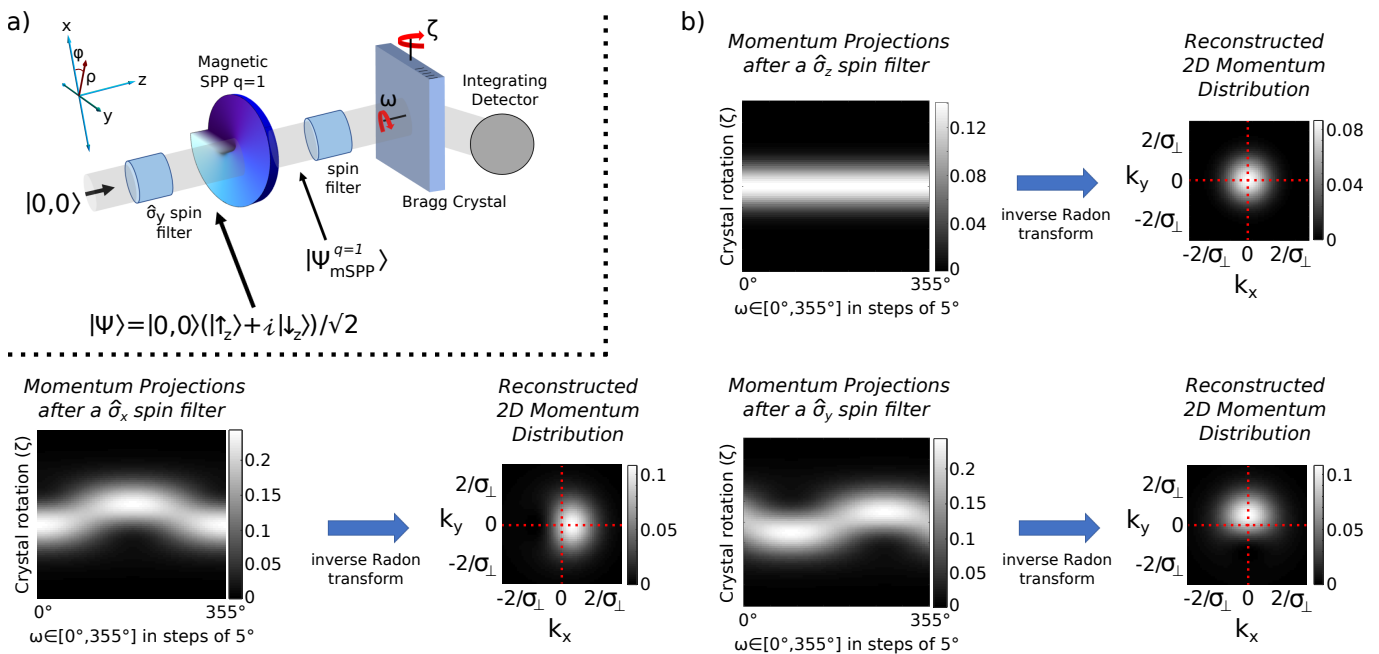 a)
x
φ
ρ
z
y
Magnetic
SPP q=1
ζ
ω
Integrating
Detector
|0,0⟩
σ̂y spin
filter
spin
filter
Bragg Crystal
|Ψ^{q=1}_{mSPP}⟩
|Ψ⟩=|0,0⟩(|↑z⟩+i|↓z⟩)/√2
b)
Momentum Projections
after a σ̂z spin filter
Crystal rotation (ζ)
0.12
0.08
0.04
0
0°
355°
ω∈[0°,355°] in steps of 5°
inverse Radon
transform
Reconstructed
2D Momentum
Distribution
2/σ⊥
ky 0
-2/σ⊥
0.08
0.04
0
-2/σ⊥ 0 2/σ⊥
kx
Momentum Projections
after a σ̂x spin filter
Crystal rotation (ζ)
0.2
0.15
0.1
0.05
0
0°
355°
ω∈[0°,355°] in steps of 5°
inverse Radon
transform
Reconstructed
2D Momentum
Distribution
2/σ⊥
ky 0
-2/σ⊥
0.1
0.05
0
-2/σ⊥ 0 2/σ⊥
kx
Momentum Projections
after a σ̂y spin filter
Crystal rotation (ζ)
0.2
0.15
0.1
0.05
0
0°
355°
ω∈[0°,355°] in steps of 5°
inverse Radon
transform
Reconstructed
2D Momentum
Distribution
2/σ⊥
ky 0
-2/σ⊥
0.1
0.05
0
-2/σ⊥ 0 2/σ⊥
kx